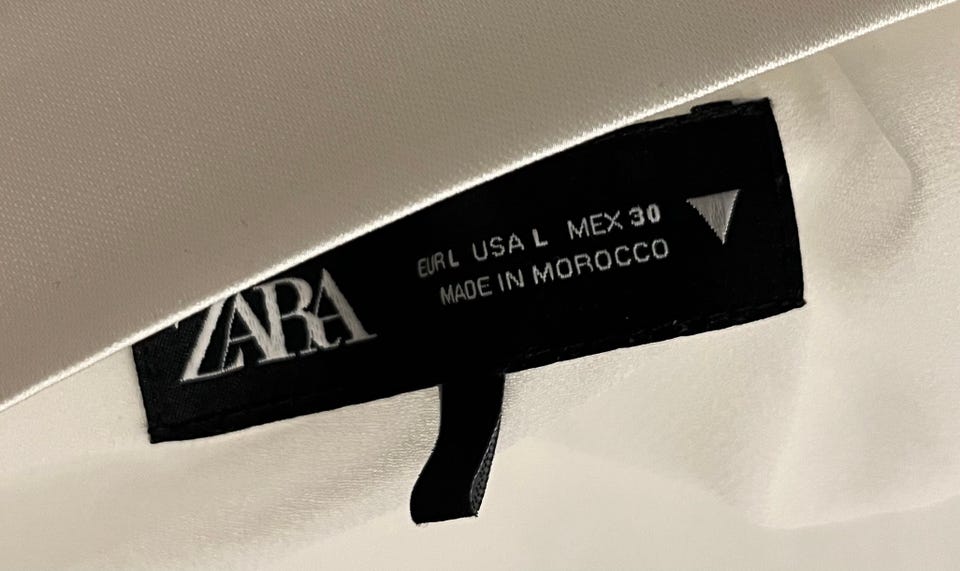 ZARA
EUR L USA L MEX 30
MADE IN MOROCCO